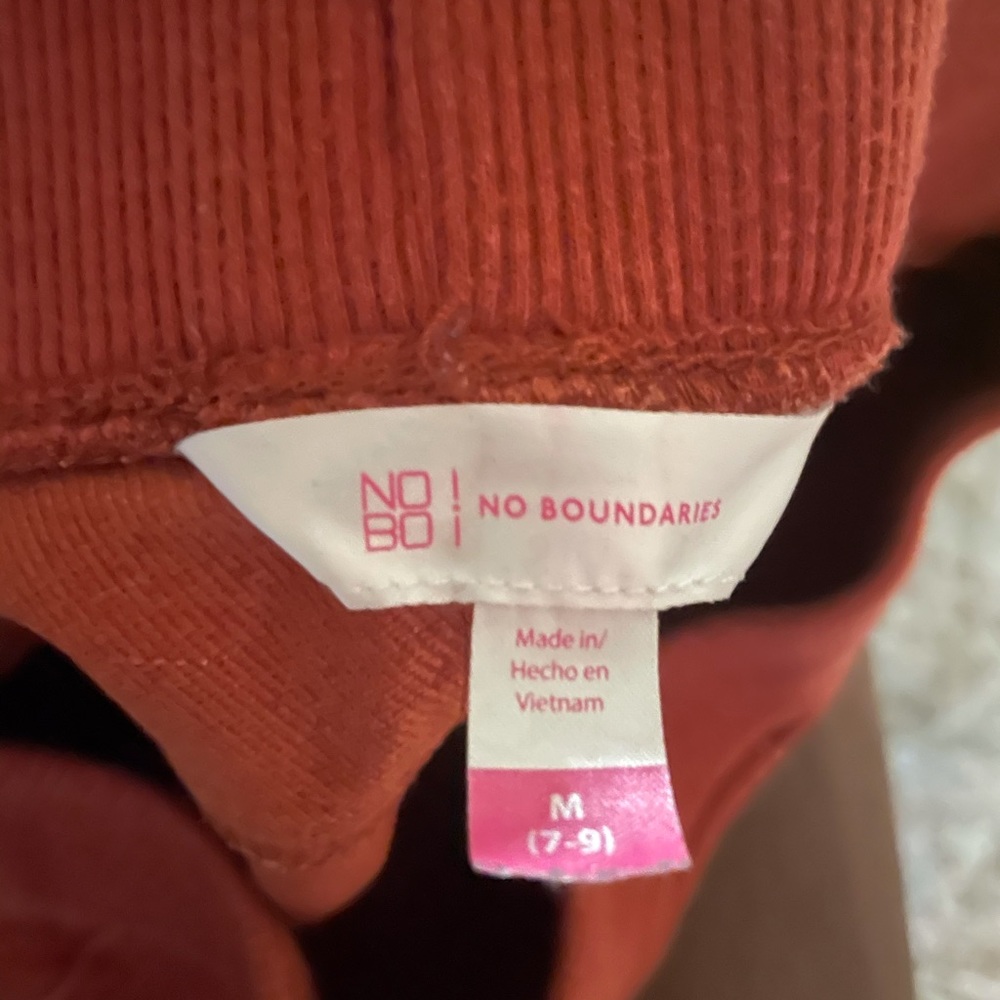 NO
BO
NO BOUNDARIES
Made in/
Hecho en
Vietnam
M
(7-9)